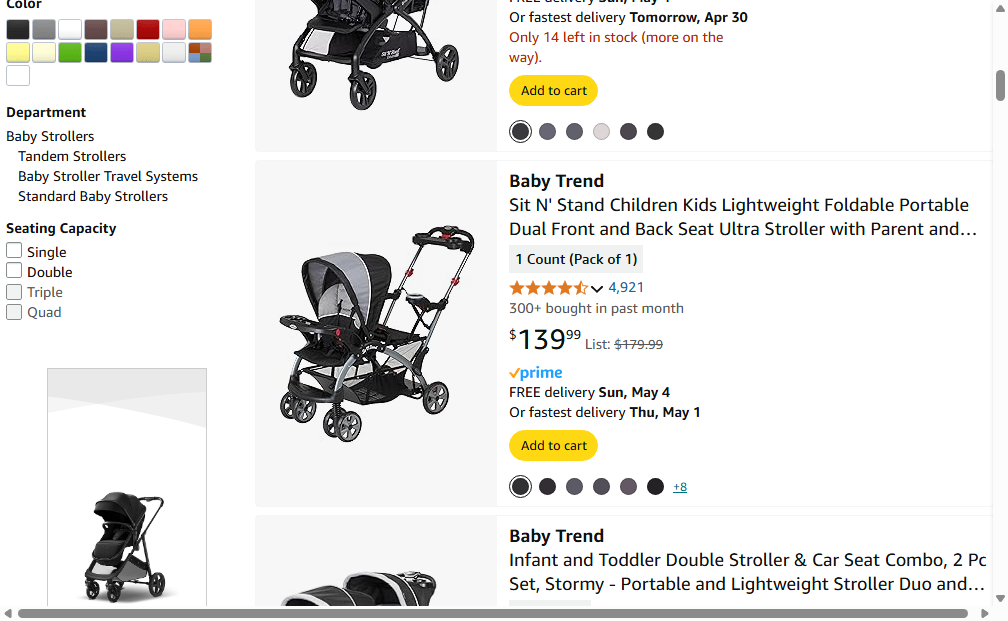 Color
Department
Baby Strollers
Tandem Strollers
Baby Stroller Travel Systems
Standard Baby Strollers
Seating Capacity
Single
Double
Triple
Quad
Or fastest delivery Tomorrow, Apr 30
Only 14 left in stock (more on the
way).
Add to cart
Baby Trend
Sit N' Stand Children Kids Lightweight Foldable Portable
Dual Front and Back Seat Ultra Stroller with Parent and…
1 Count (Pack of 1)
4,921
300+ bought in past month
$139.99 List: $179.99
prime
FREE delivery Sun, May 4
Or fastest delivery Thu, May 1
Add to cart
+8
Baby Trend
Infant and Toddler Double Stroller & Car Seat Combo, 2 Pc
Set, Stormy - Portable and Lightweight Stroller Duo and…